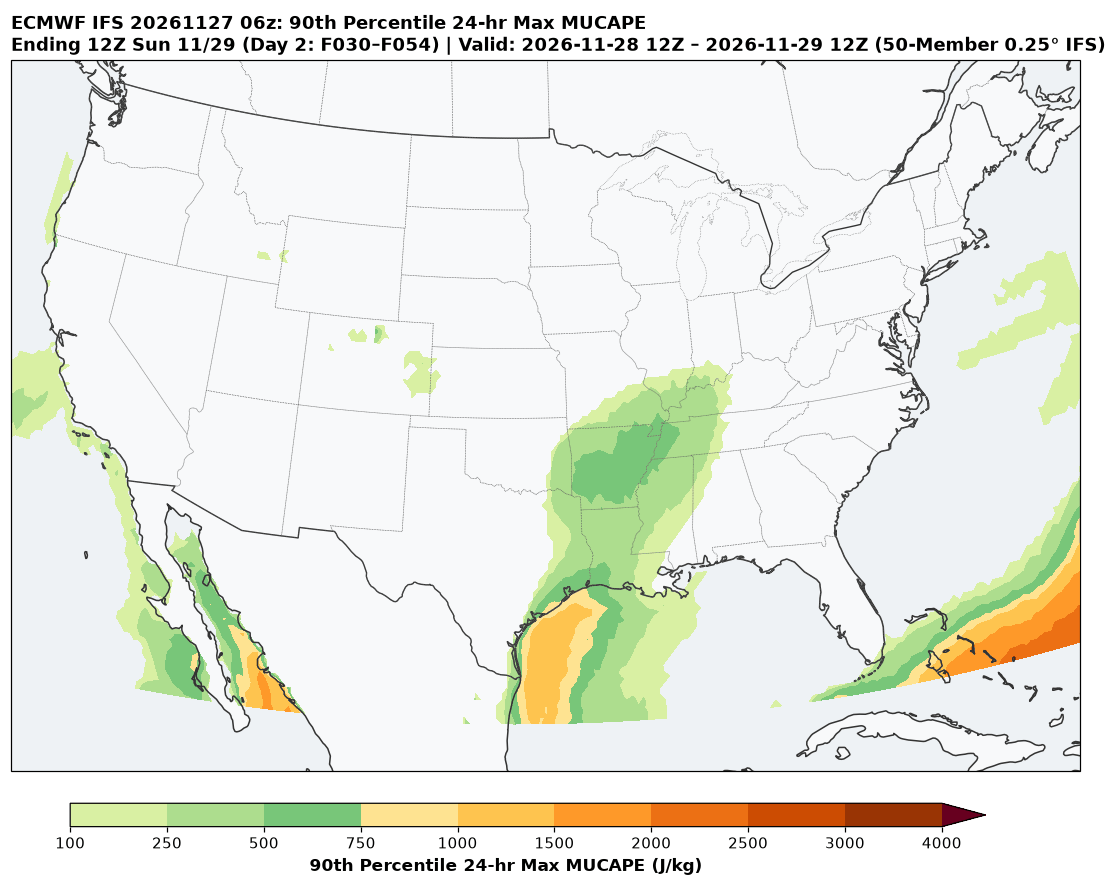 ECMWF IFS 20261127 06z: 90th Percentile 24-hr Max MUCAPE
Ending 12Z Sun 11/29 (Day 2: F030–F054) | Valid: 2026-11-28 12Z – 2026-11-29 12Z (50-Member 0.25° IFS)
100 250 500 750 1000 1500 2000 2500 3000 4000
90th Percentile 24-hr Max MUCAPE (J/kg)